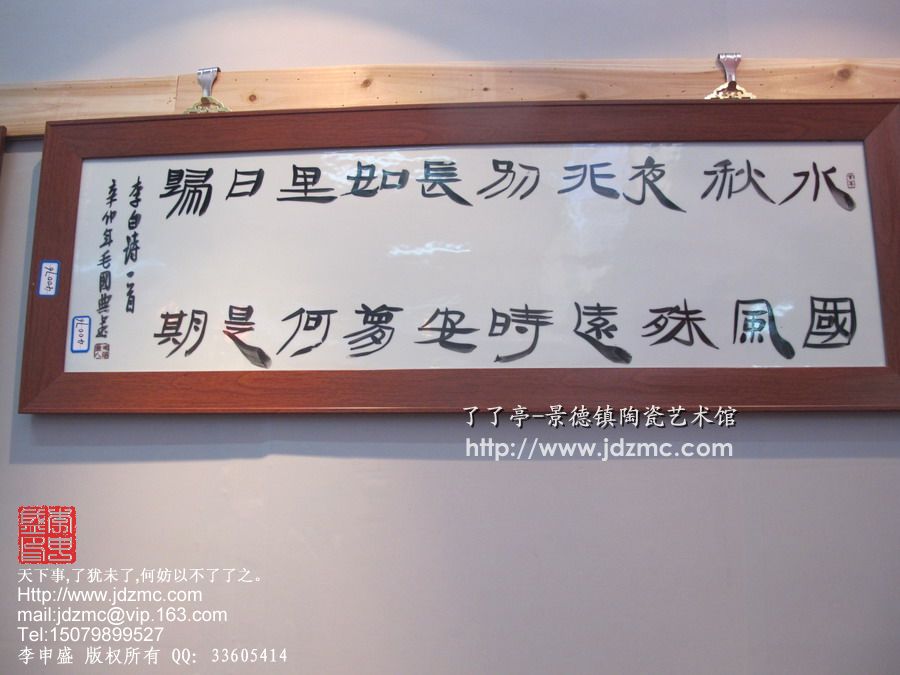 水國
秋風
夜殊
非遠
別時
長安
如夢
里何
日是
歸期
李白詩一首
辛卯年毛國典書
了了亭-景德镇陶瓷艺术馆
http://www.jdzmc.com
天下事,了犹未了,何妨以不了了之。
Http://www.jdzmc.com
mail:jdzmc@vip.163.com
Tel:15079899527
李申盛 版权所有 QQ: 33605414